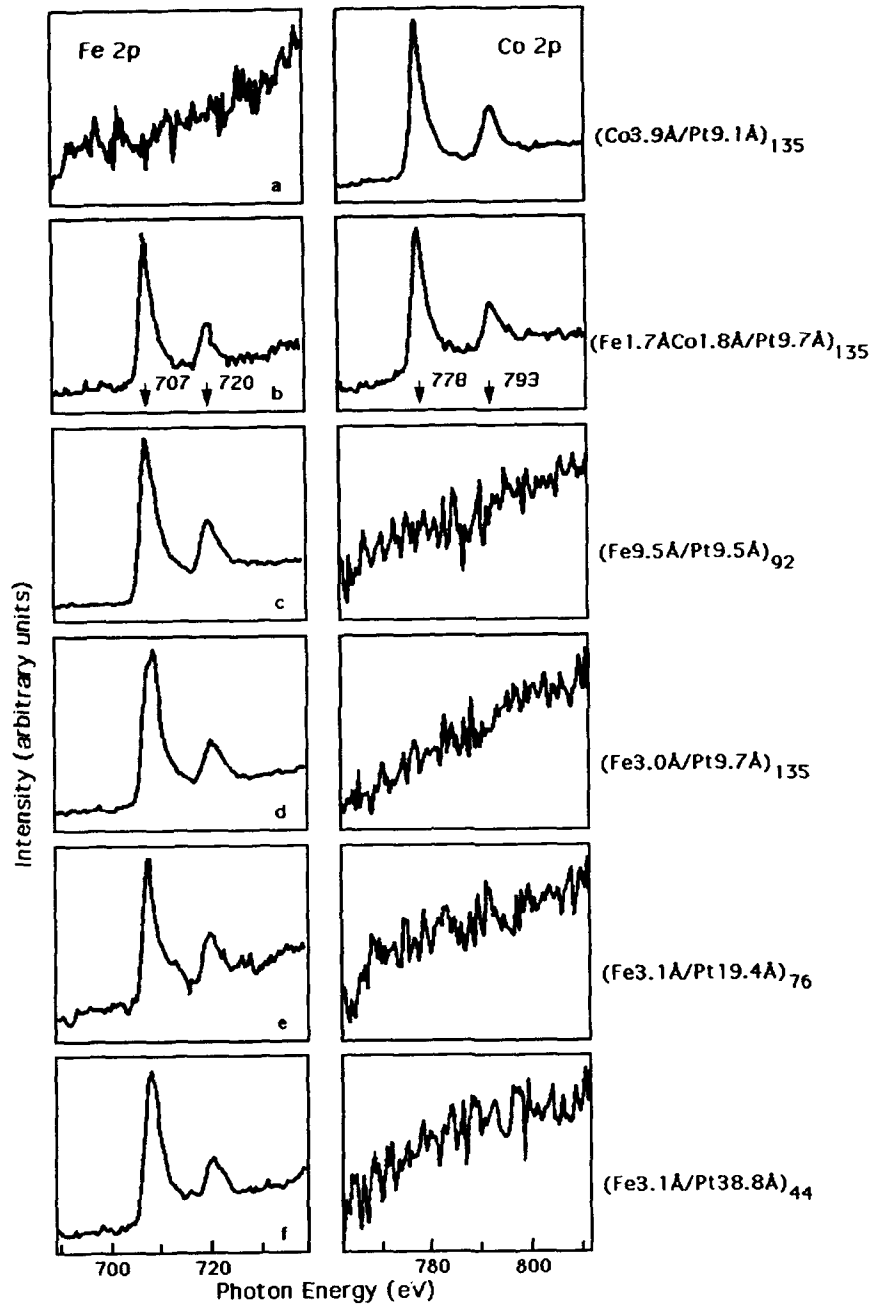 Fe 2p
Co 2p
a
(Co3.9Å/Pt9.1Å)135
707 720
b
778 793
(Fe1.7ÅCo1.8Å/Pt9.7Å)135
c
(Fe9.5Å/Pt9.5Å)92
d
(Fe3.0Å/Pt9.7Å)135
e
(Fe3.1Å/Pt19.4Å)76
f
(Fe3.1Å/Pt38.8Å)44
Intensity (arbitrary units)
700 720 780 800
Photon Energy (eV)